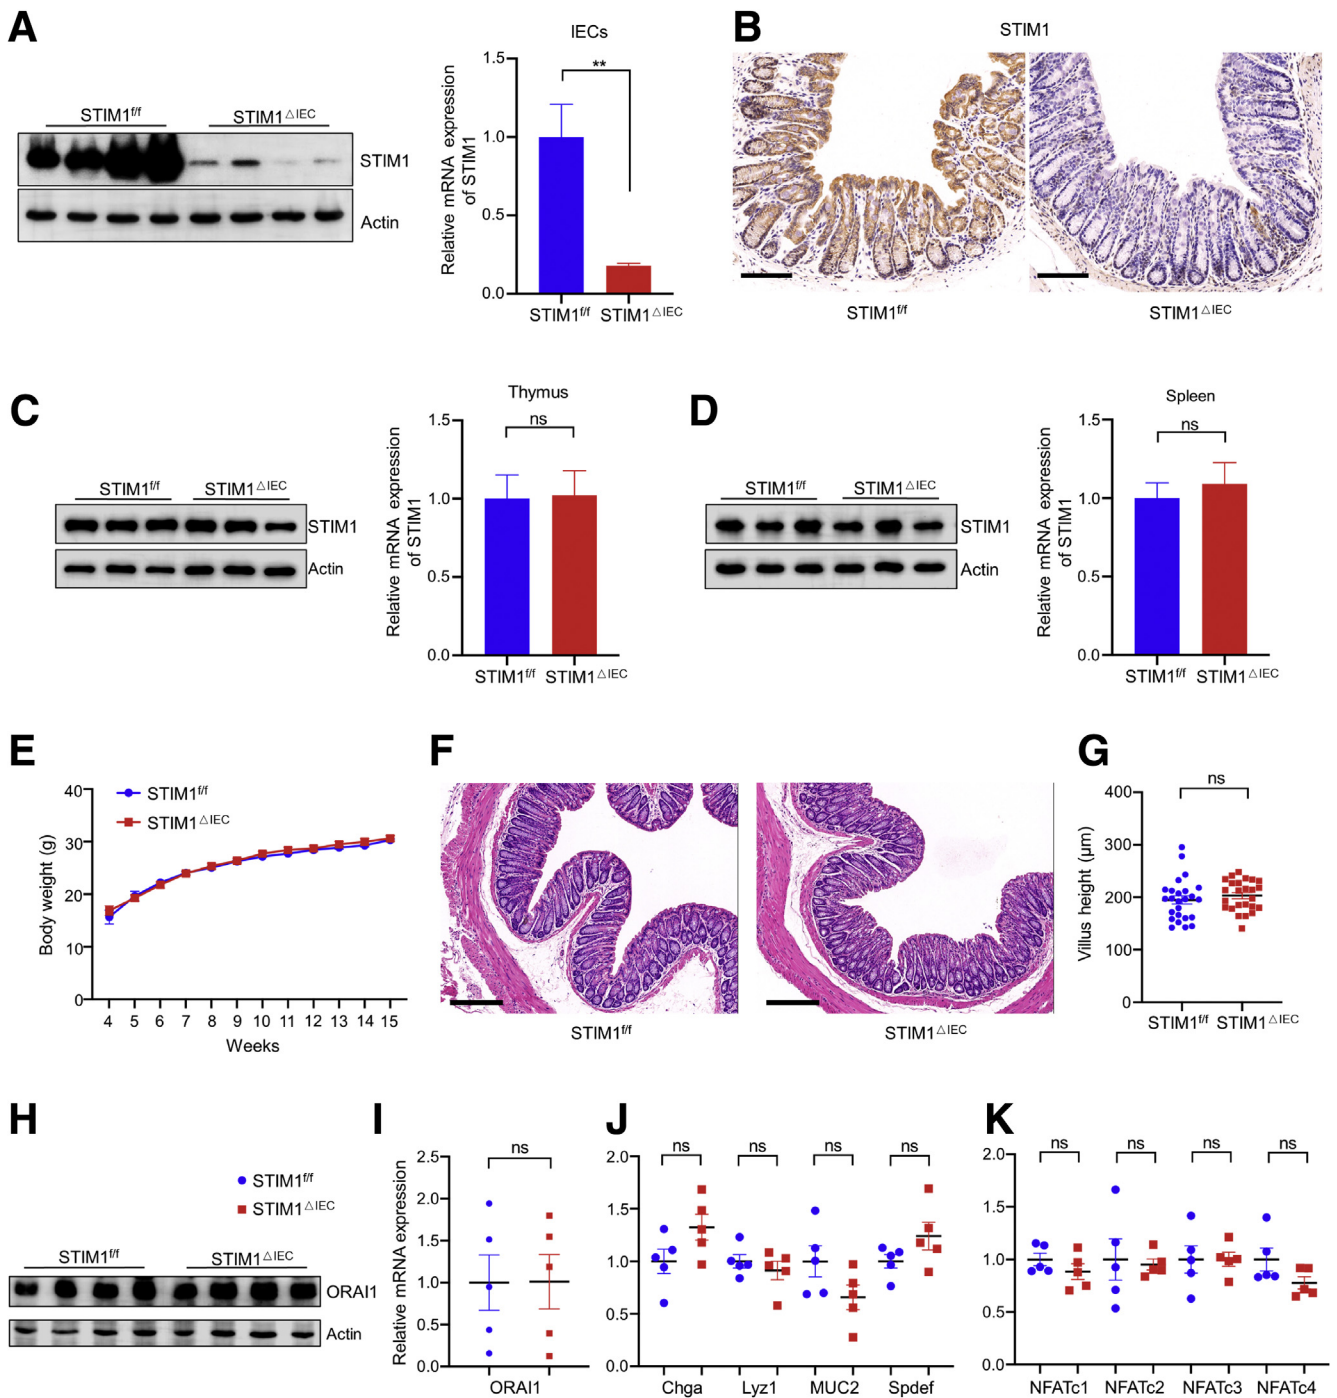 A
STIM1f/f
STIM1△IEC
STIM1
Actin
IECs
Relative mRNA expression
of STIM1
1.5
1.0
0.5
0.0
**
STIM1f/f
STIM1△IEC
B
STIM1
STIM1f/f
STIM1△IEC
C
STIM1f/f
STIM1△IEC
STIM1
Actin
Thymus
Relative mRNA expression
of STIM1
1.5
1.0
0.5
0.0
ns
STIM1f/f
STIM1△IEC
D
STIM1f/f
STIM1△IEC
STIM1
Actin
Spleen
Relative mRNA expression
of STIM1
1.5
1.0
0.5
0.0
ns
STIM1f/f
STIM1△IEC
E
STIM1f/f
STIM1△IEC
Body weight (g)
40
30
20
10
0
4 5 6 7 8 9 10 11 12 13 14 15
Weeks
F
STIM1f/f
STIM1△IEC
G
ns
Villus height (μm)
400
300
200
100
0
STIM1f/f
STIM1△IEC
H
STIM1f/f
STIM1△IEC
STIM1f/f
STIM1△IEC
ORAI1
Actin
I
ns
Relative mRNA expression
2.5
2.0
1.5
1.0
0.5
0.0
ORAI1
J
ns ns ns ns
2.0
1.5
1.0
0.5
0.0
Chga Lyz1 MUC2 Spdef
K
ns ns ns ns
2.0
1.5
1.0
0.5
0.0
NFATc1 NFATc2 NFATc3 NFATc4